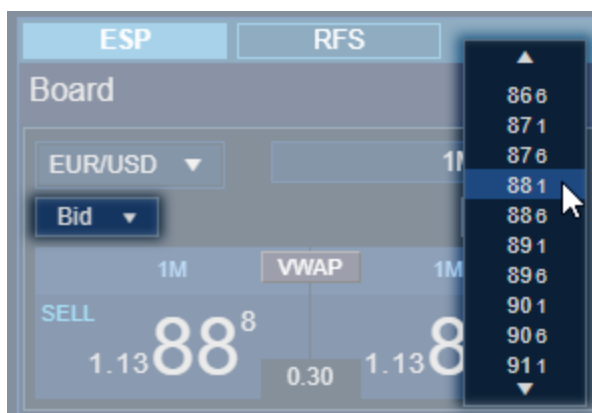 ESP RFS
Board
EUR/USD
Bid
1M VWAP 1M
SELL
1.13 88 8
0.30
1.13 8
86 6
87 1
87 6
88 1
88 6
89 1
89 6
90 1
90 6
91 1